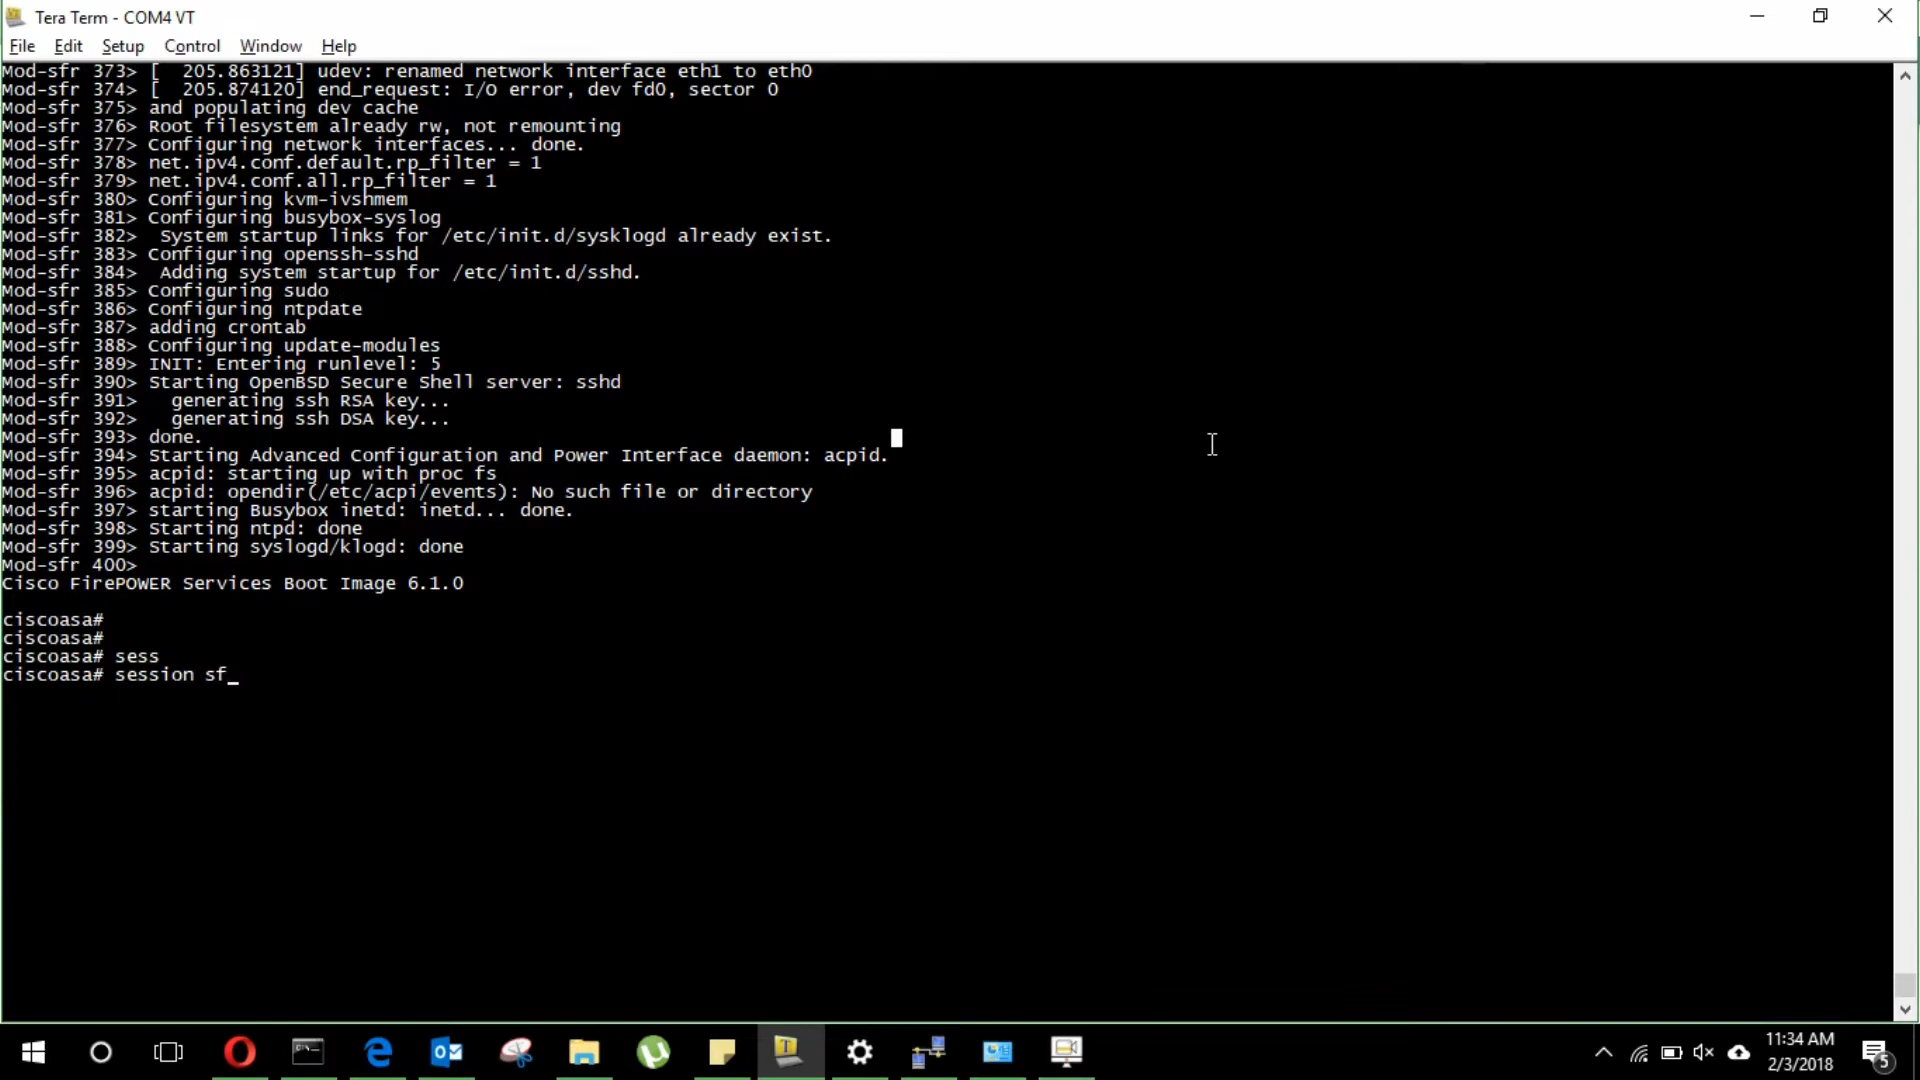 Tera Term - COM4 VT
File Edit Setup Control Window Help
Mod-sfr 373> [  205.863121] udev: renamed network interface eth1 to eth0
Mod-sfr 374> [  205.874120] end_request: I/O error, dev fd0, sector 0
Mod-sfr 375> and populating dev cache
Mod-sfr 376> Root filesystem already rw, not remounting
Mod-sfr 377> Configuring network interfaces... done.
Mod-sfr 378> net.ipv4.conf.default.rp_filter = 1
Mod-sfr 379> net.ipv4.conf.all.rp_filter = 1
Mod-sfr 380> Configuring kvm-ivshmem
Mod-sfr 381> Configuring busybox-syslog
Mod-sfr 382>  System startup links for /etc/init.d/sysklogd already exist.
Mod-sfr 383> Configuring openssh-sshd
Mod-sfr 384>  Adding system startup for /etc/init.d/sshd.
Mod-sfr 385> Configuring sudo
Mod-sfr 386> Configuring ntpdate
Mod-sfr 387> adding crontab
Mod-sfr 388> Configuring update-modules
Mod-sfr 389> INIT: Entering runlevel: 5
Mod-sfr 390> Starting OpenBSD Secure Shell server: sshd
Mod-sfr 391>   generating ssh RSA key...
Mod-sfr 392>   generating ssh DSA key...
Mod-sfr 393> done.
Mod-sfr 394> Starting Advanced Configuration and Power Interface daemon: acpid.
Mod-sfr 395> acpid: starting up with proc fs
Mod-sfr 396> acpid: opendir(/etc/acpi/events): No such file or directory
Mod-sfr 397> starting Busybox inetd: inetd... done.
Mod-sfr 398> Starting ntpd: done
Mod-sfr 399> Starting syslogd/klogd: done
Mod-sfr 400>
Cisco FirePOWER Services Boot Image 6.1.0
ciscoasa#
ciscoasa#
ciscoasa# sess
ciscoasa# session sf_
11:34 AM
2/3/2018
5